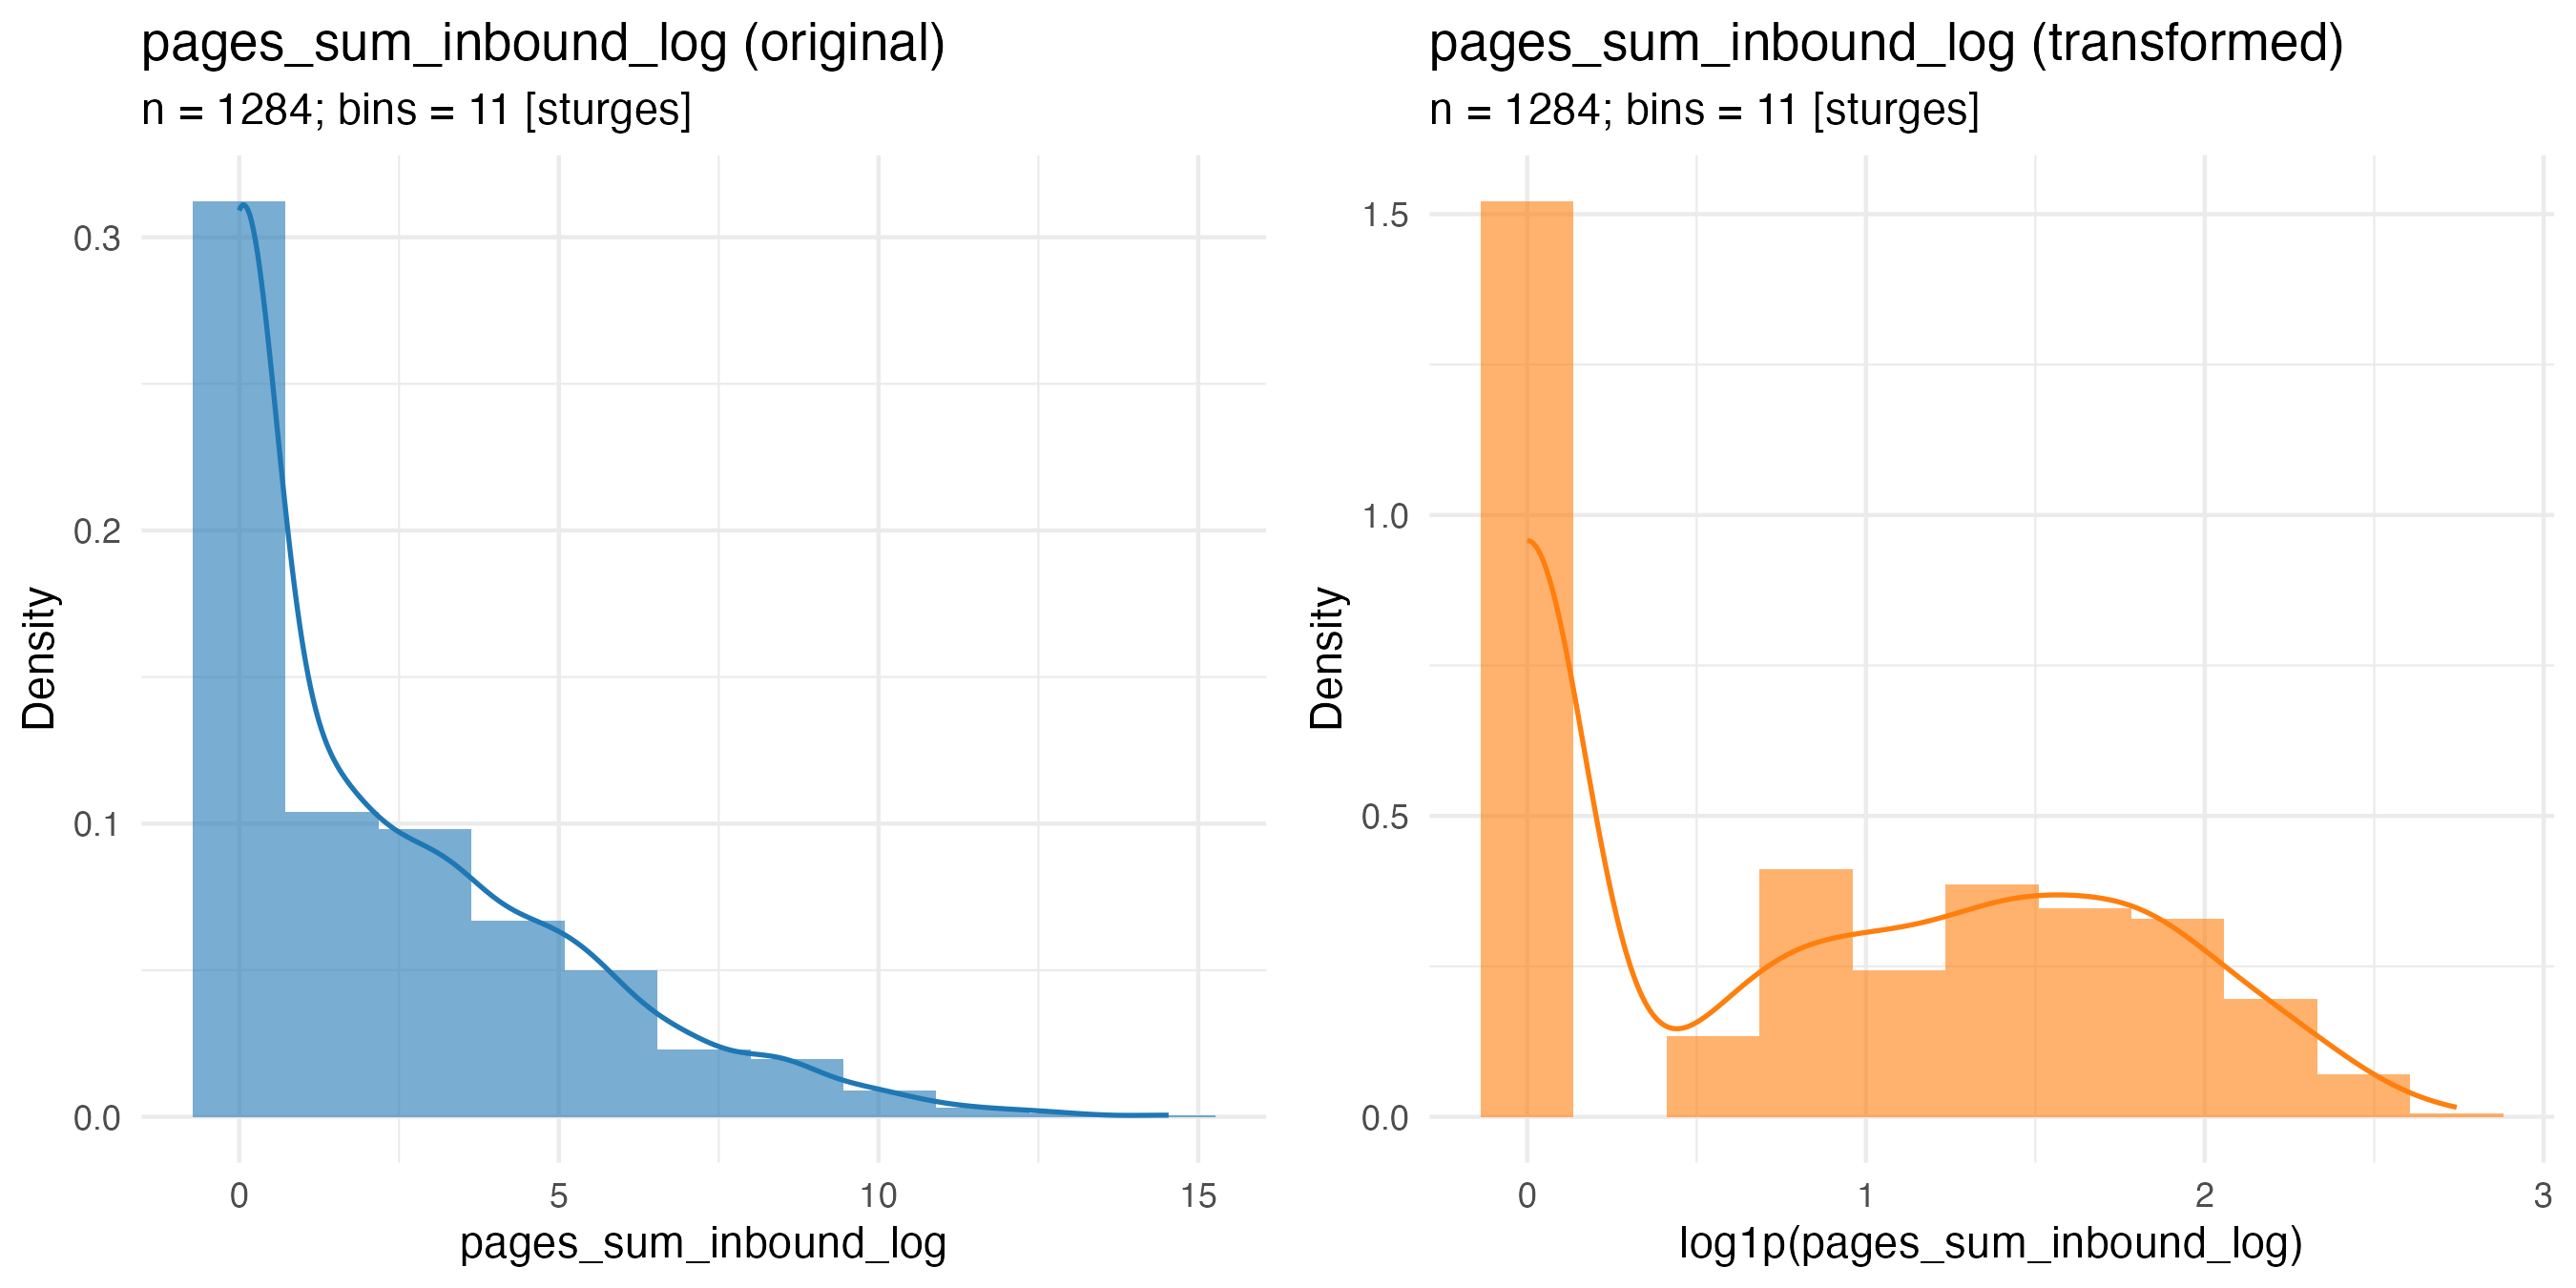 pages_sum_inbound_log (original)
n = 1284; bins = 11 [sturges]
Density
0.3
0.2
0.1
0.0
0
5
10
15
pages_sum_inbound_log
pages_sum_inbound_log (transformed)
n = 1284; bins = 11 [sturges]
Density
1.5
1.0
0.5
0.0
0
1
2
3
log1p(pages_sum_inbound_log)